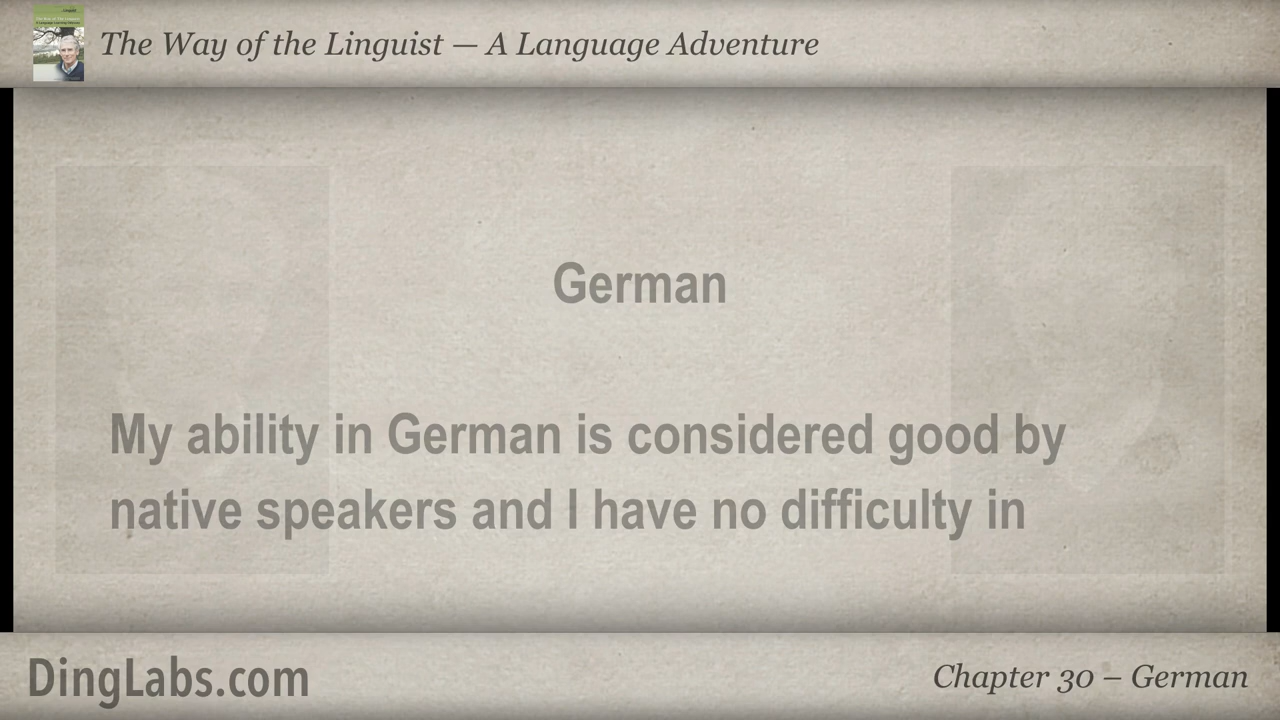 The Way of the Linguist — A Language Adventure
German
My ability in German is considered good by
native speakers and I have no difficulty in
DingLabs.com
Chapter 30 – German